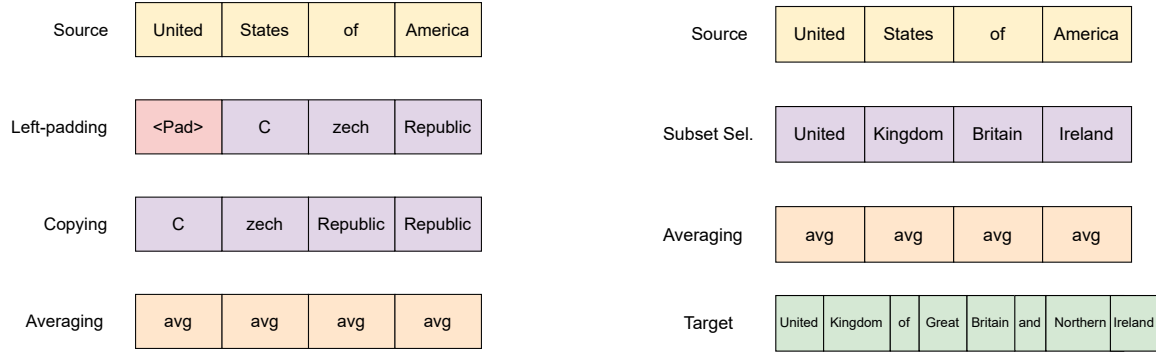 Source United States of America
Left-padding <Pad> C zech Republic
Copying C zech Republic Republic
Averaging avg avg avg avg
Source United States of America
Subset Sel. United Kingdom Britain Ireland
Averaging avg avg avg avg
Target United Kingdom of Great Britain and Northern Ireland